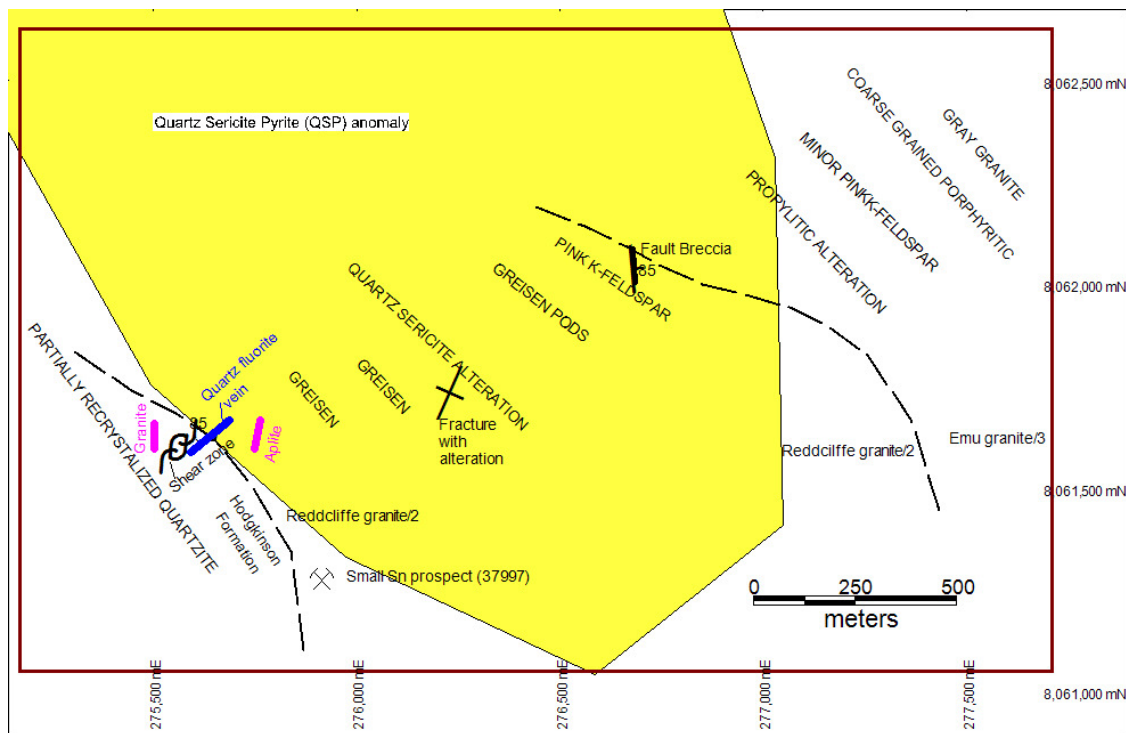 Quartz Sericite Pyrite (QSP) anomaly
8,062,500 mN
GRAY GRANITE
COARSE GRAINED PORPHYRITIC
MINOR PINKK-FELDSPAR
PROPYLITIC ALTERATION
Fault Breccia
85
PINK K-FELDSPAR
GREISEN PODS
8,062,000 mN
QUARTZ SERICITE ALTERATION
GREISEN
GREISEN
Fracture
with
alteration
Quartz fluorite
vein
PARTIALLY RECRYSTALIZED QUARTZITE
Granite
85
Shear zone
Aplite
Hodgkinson
Formation
Reddcliffe granite/2
Reddcilffe granite/2
Emu granite/3
8,061,500 mN
Small Sn prospect (37997)
0 250 500
meters
275,500 mE
276,000 mE
276,500 mE
277,000 mE
277,500 mE
8,061,000 mN